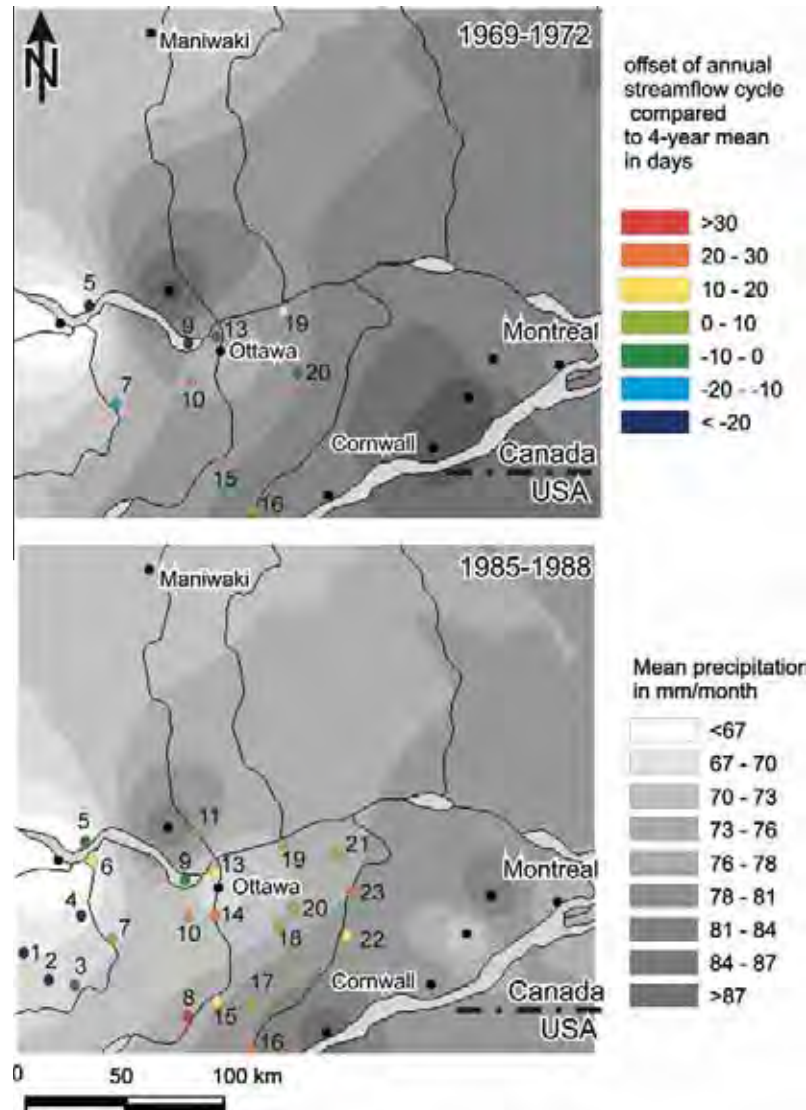 N
Maniwaki
1969-1972
5
9
13
19
Ottawa
Montreal
7
10
20
Cornwall
15
16
Canada
USA
offset of annual
streamflow cycle
compared
to 4-year mean
in days
>30
20 - 30
10 - 20
0 - 10
-10 - 0
-20 - -10
< -20
Maniwaki
1985-1988
11
5
6
9
13
19
21
Ottawa
Montreal
4
7
10
14
20
18
23
22
1
2
3
8
15
17
16
Cornwall
Canada
USA
0 50 100 km
Mean precipitation
in mm/month
<67
67 - 70
70 - 73
73 - 76
76 - 78
78 - 81
81 - 84
84 - 87
>87